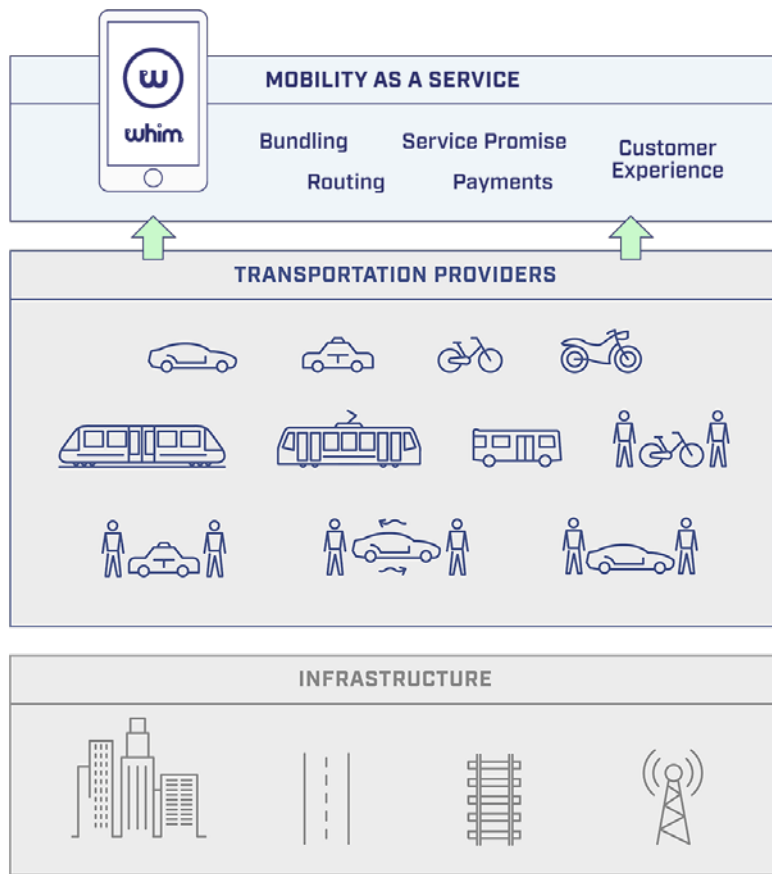 MOBILITY AS A SERVICE
whim
Bundling
Service Promise
Customer
Experience
Routing
Payments
TRANSPORTATION PROVIDERS
INFRASTRUCTURE